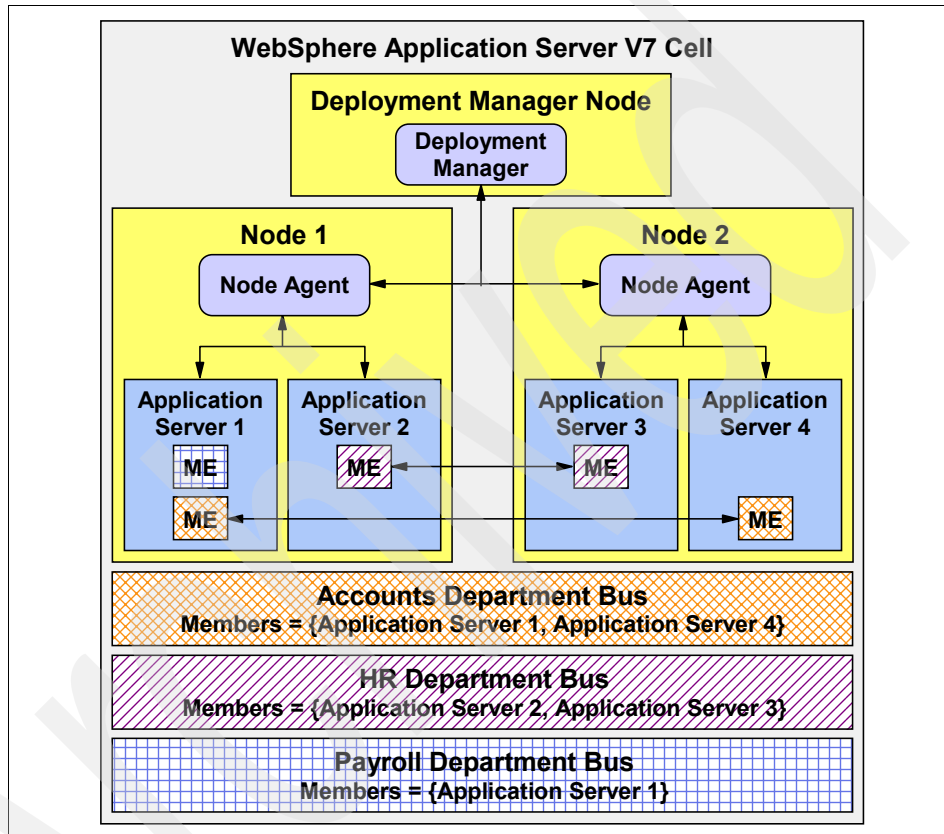 WebSphere Application Server V7 Cell
Deployment Manager Node
Deployment
Manager
Node 1
Node Agent
Application
Server 1
ME
ME
Application
Server 2
ME
Node 2
Node Agent
Application
Server 3
ME
Application
Server 4
ME
Accounts Department Bus
Members = {Application Server 1, Application Server 4}
HR Department Bus
Members = {Application Server 2, Application Server 3}
Payroll Department Bus
Members = {Application Server 1}